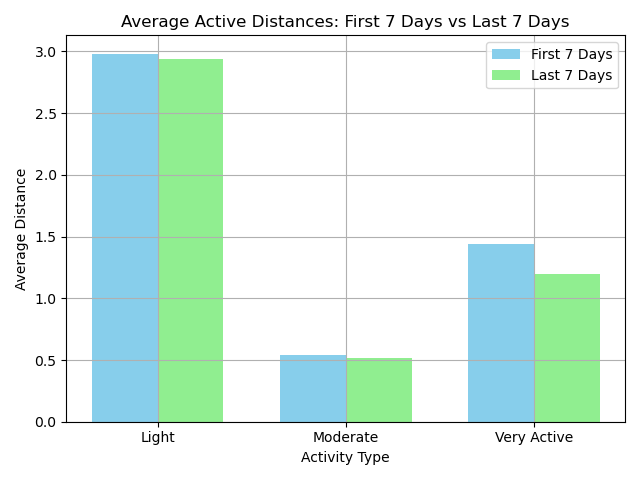 Average Active Distances: First 7 Days vs Last 7 Days
First 7 Days
Last 7 Days
Average Distance
3.0
2.5
2.0
1.5
1.0
0.5
0.0
Light
Moderate
Very Active
Activity Type